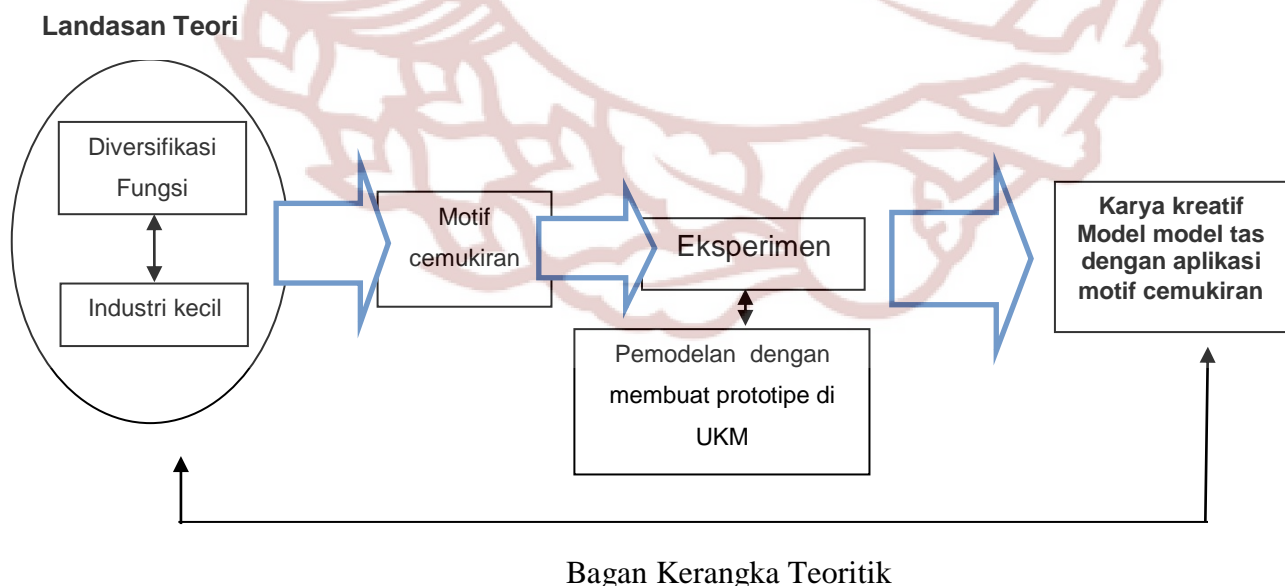 Landasan Teori
Diversifikasi
Fungsi
Industri kecil
Motif
cemukiran
Eksperimen
Pemodelan dengan
membuat prototipe di
UKM
Karya kreatif
Model model tas
dengan aplikasi
motif cemukiran
Bagan Kerangka Teoritik